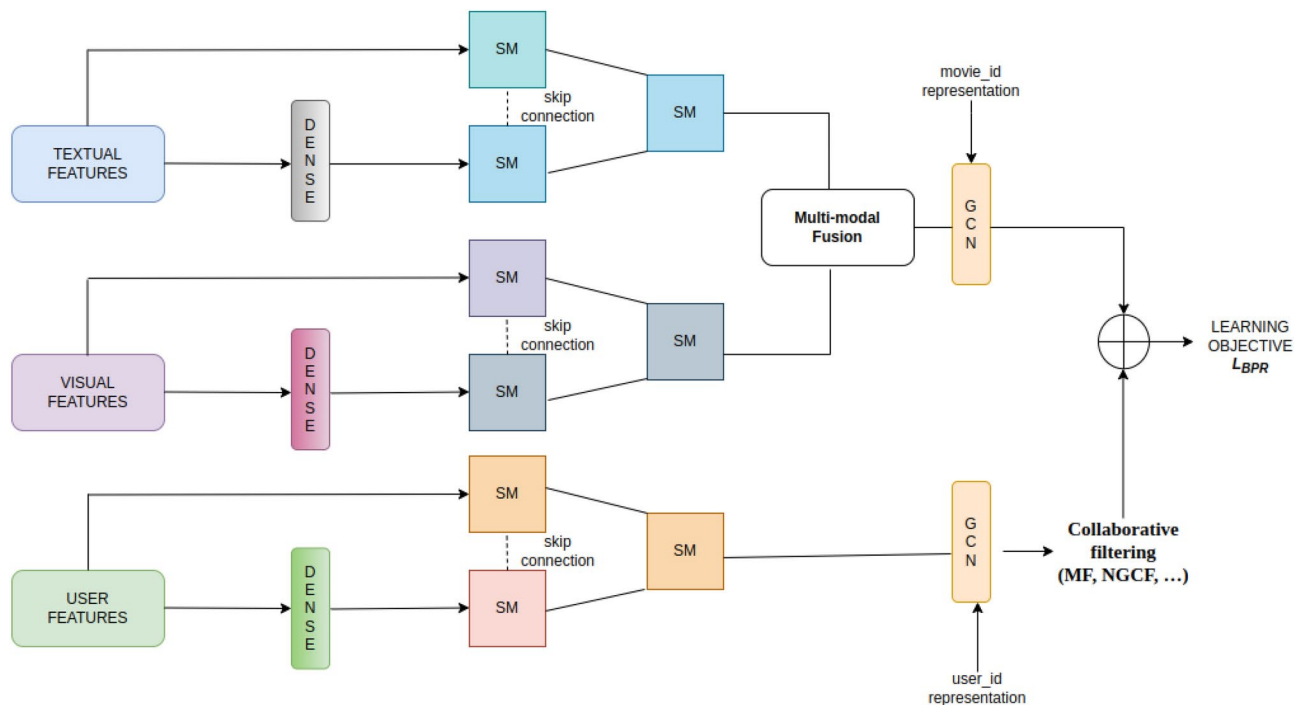 SM
skip
connection
SM
SM
TEXTUAL
FEATURES
D
E
N
S
E
movie_id
representation
G
C
N
Multi-modal
Fusion
SM
skip
connection
SM
SM
VISUAL
FEATURES
D
E
N
S
E
LEARNING
OBJECTIVE
L_BPR
SM
skip
connection
SM
SM
USER
FEATURES
D
E
N
S
E
G
C
N
Collaborative
filtering
(MF, NGCF, …)
user_id
representation